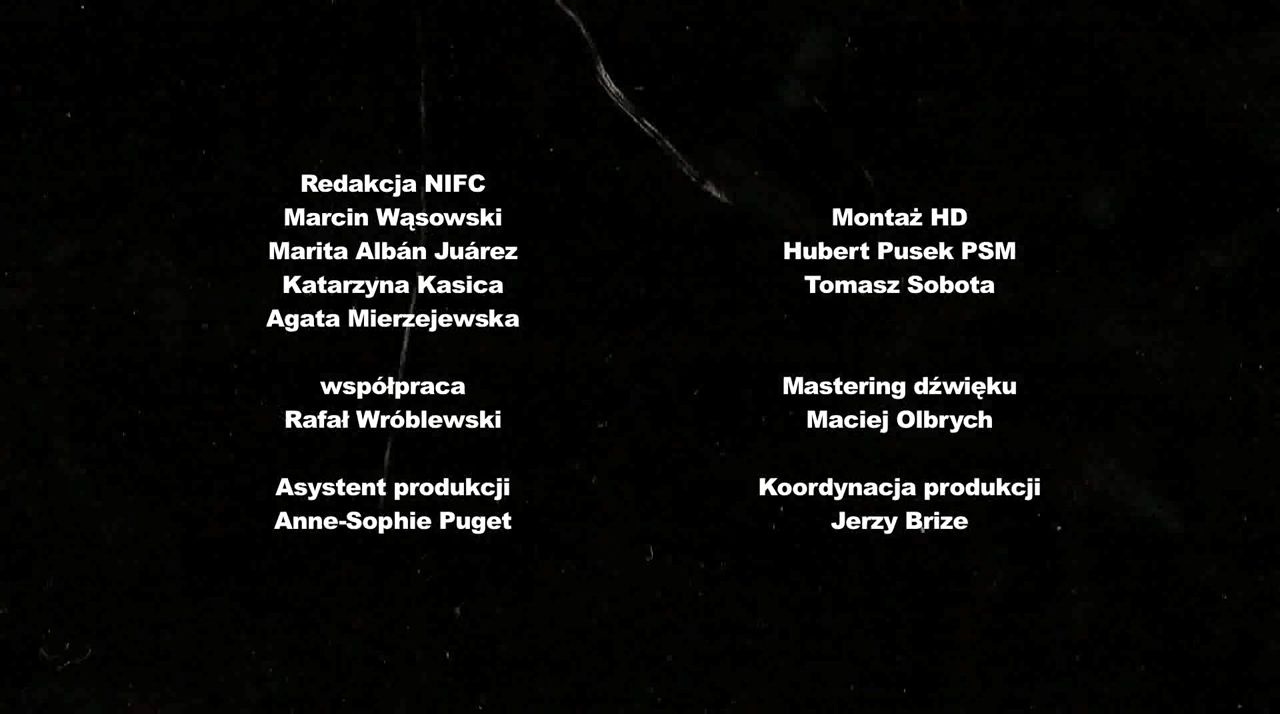 Redakcja NIFC
Marcin Wąsowski
Marita Albán Juárez
Katarzyna Kasica
Agata Mierzejewska
współpraca
Rafał Wróblewski
Asystent produkcji
Anne-Sophie Puget
Montaż HD
Hubert Pusek PSM
Tomasz Sobota
Mastering dźwięku
Maciej Olbrych
Koordynacja produkcji
Jerzy Brize